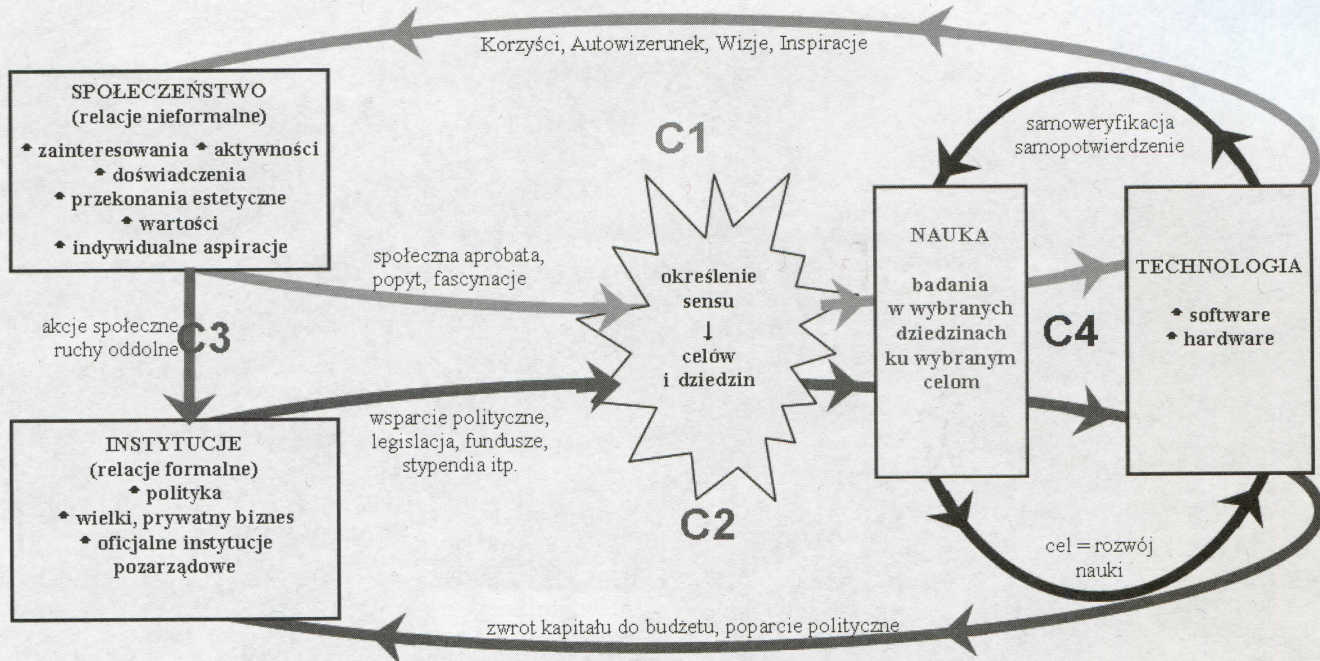 Korzyści, Autowizerunek, Wizje, Inspiracje
SPOŁECZEŃSTWO
(relacje nieformalne)
zainteresowania aktywności
doświadczenia
przekonania estetyczne
wartości
indywidualne aspiracje
C1
samoweryfikacja
samopotwierdzenie
społeczna aprobata,
popyt, fascynacje
określenie
sensu
↓
celów
i dziedzin
NAUKA
badania
w wybranych
dziedzinach
ku wybranym
celom
C4
TECHNOLOGIA
software
hardware
akcje społeczne
ruchy oddolne
C3
INSTYTUCJE
(relacje formalne)
polityka
wielki, prywatny biznes
oficjalne instytucje
pozarządowe
wsparcie polityczne,
legislacja, fundusze,
stypendia itp.
C2
cel = rozwój
nauki
zwrot kapitału do budżetu, poparcie polityczne